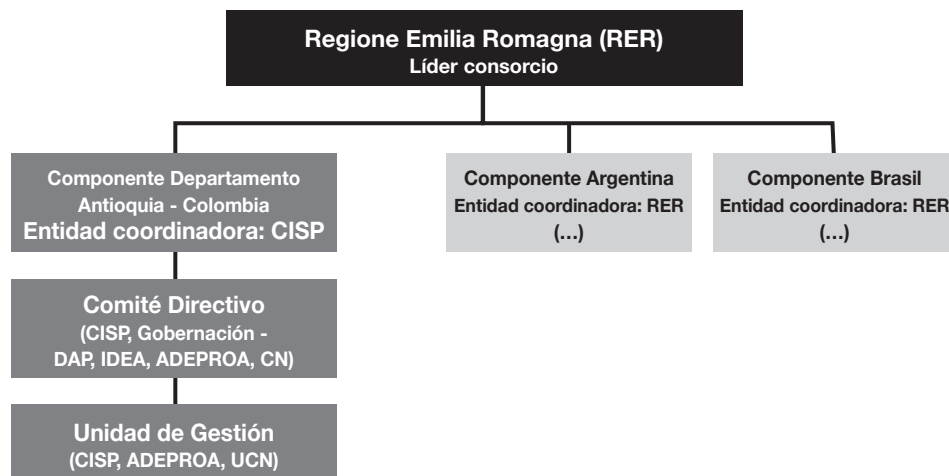 Regione Emilia Romagna (RER)
Líder consorcio
Componente Departamento
Antioquia - Colombia
Entidad coordinadora: CISP
Componente Argentina
Entidad coordinadora: RER
(...)
Componente Brasil
Entidad coordinadora: RER
(...)
Comité Directivo
(CISP, Gobernación -
DAP, IDEA, ADEPROA, CN)
Unidad de Gestión
(CISP, ADEPROA, UCN)